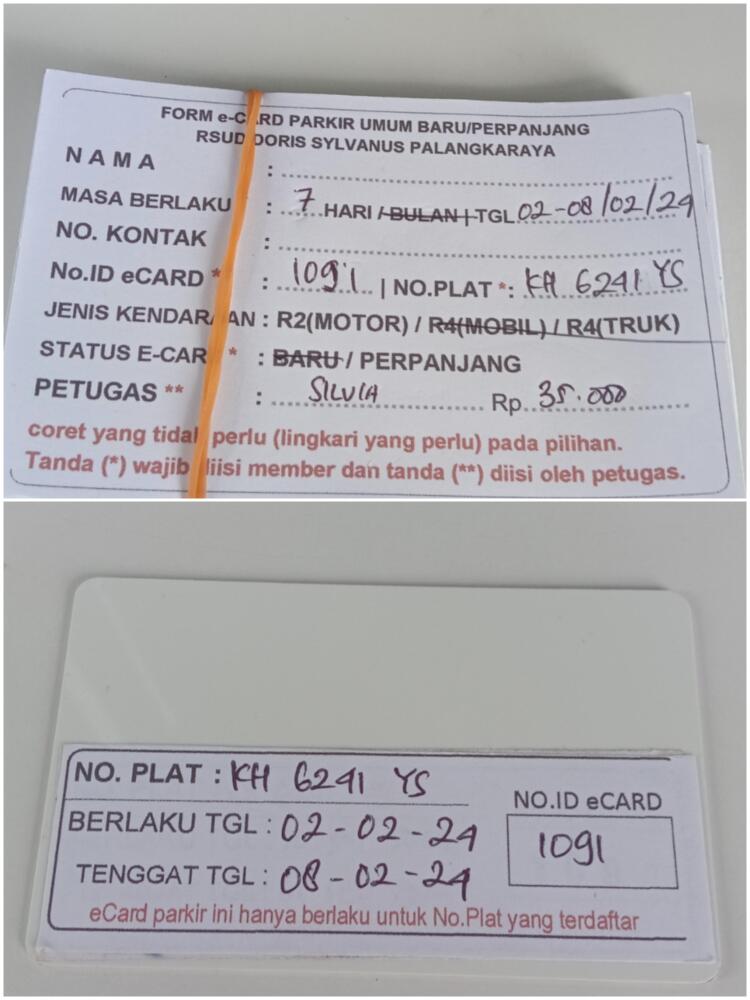 FORM e-CARD PARKIR UMUM BARU/PERPANJANG
RSUD DORIS SYLVANUS PALANGKARAYA
NAMA :
MASA BERLAKU : 7 HARI / BULAN | TGL 02-08/02/24
NO. KONTAK :
No.ID eCARD * : 1091 | NO.PLAT *: KH 6241 YS
JENIS KENDARAAN : R2(MOTOR) / R4(MOBIL) / R4(TRUK)
STATUS E-CARD * : BARU / PERPANJANG
PETUGAS ** : SILVIA Rp. 35.000
coret yang tidak perlu (lingkari yang perlu) pada pilihan.
Tanda (*) wajib diisi member dan tanda (**) diisi oleh petugas.
NO. PLAT : KH 6241 YS
NO.ID eCARD
BERLAKU TGL : 02-02-24
1091
TENGGAT TGL : 08-02-24
eCard parkir ini hanya berlaku untuk No.Plat yang terdaftar